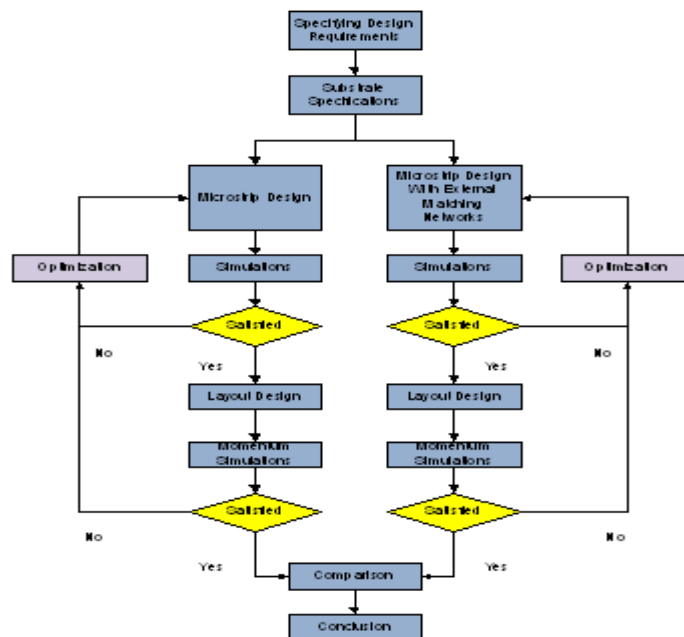 Specifying Design
Requirements
Substrate
Specifications
Microstrip Design
Microstrip Design
With External
Matching
Networks
Optimization
Simulations
Simulations
Optimization
Satisfied
Satisfied
No
Yes
Yes
No
Layout Design
Layout Design
Momentum
Simulations
Momentum
Simulations
Satisfied
Satisfied
No
Yes
Yes
No
Comparison
Conclusion